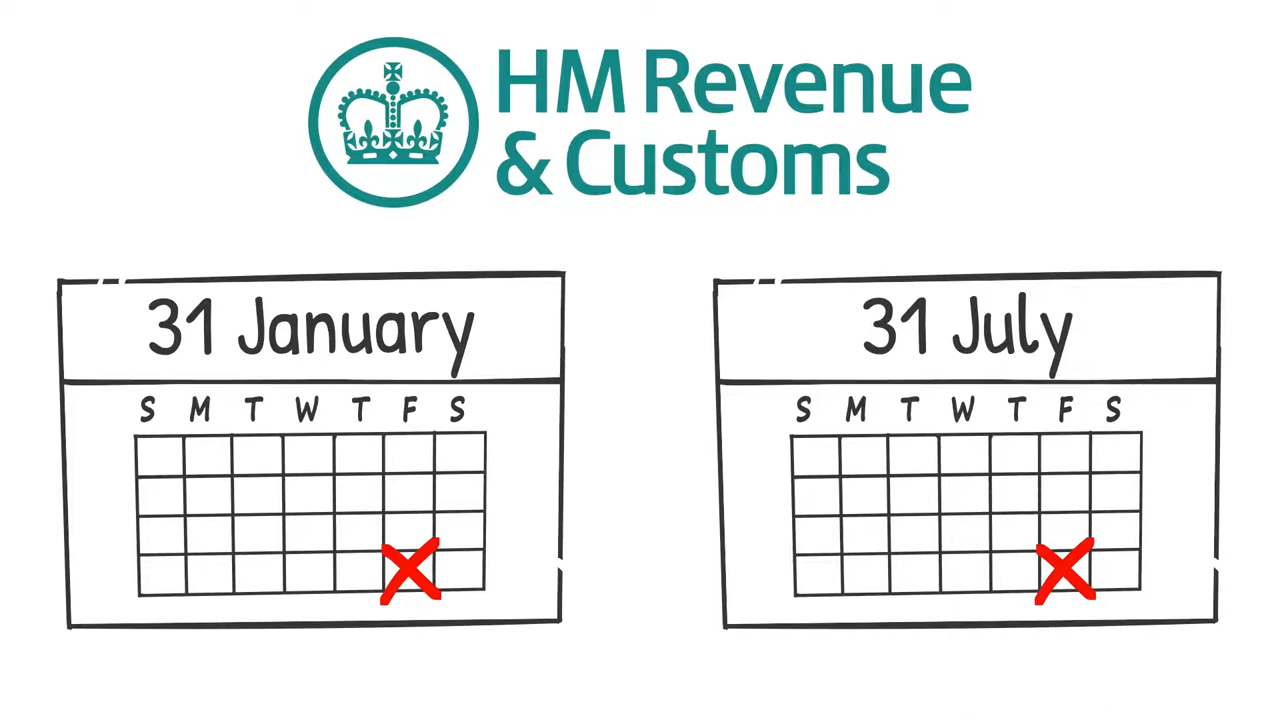 HM Revenue
& Customs
31 January
S M T W T F S
31 July
S M T W T F S